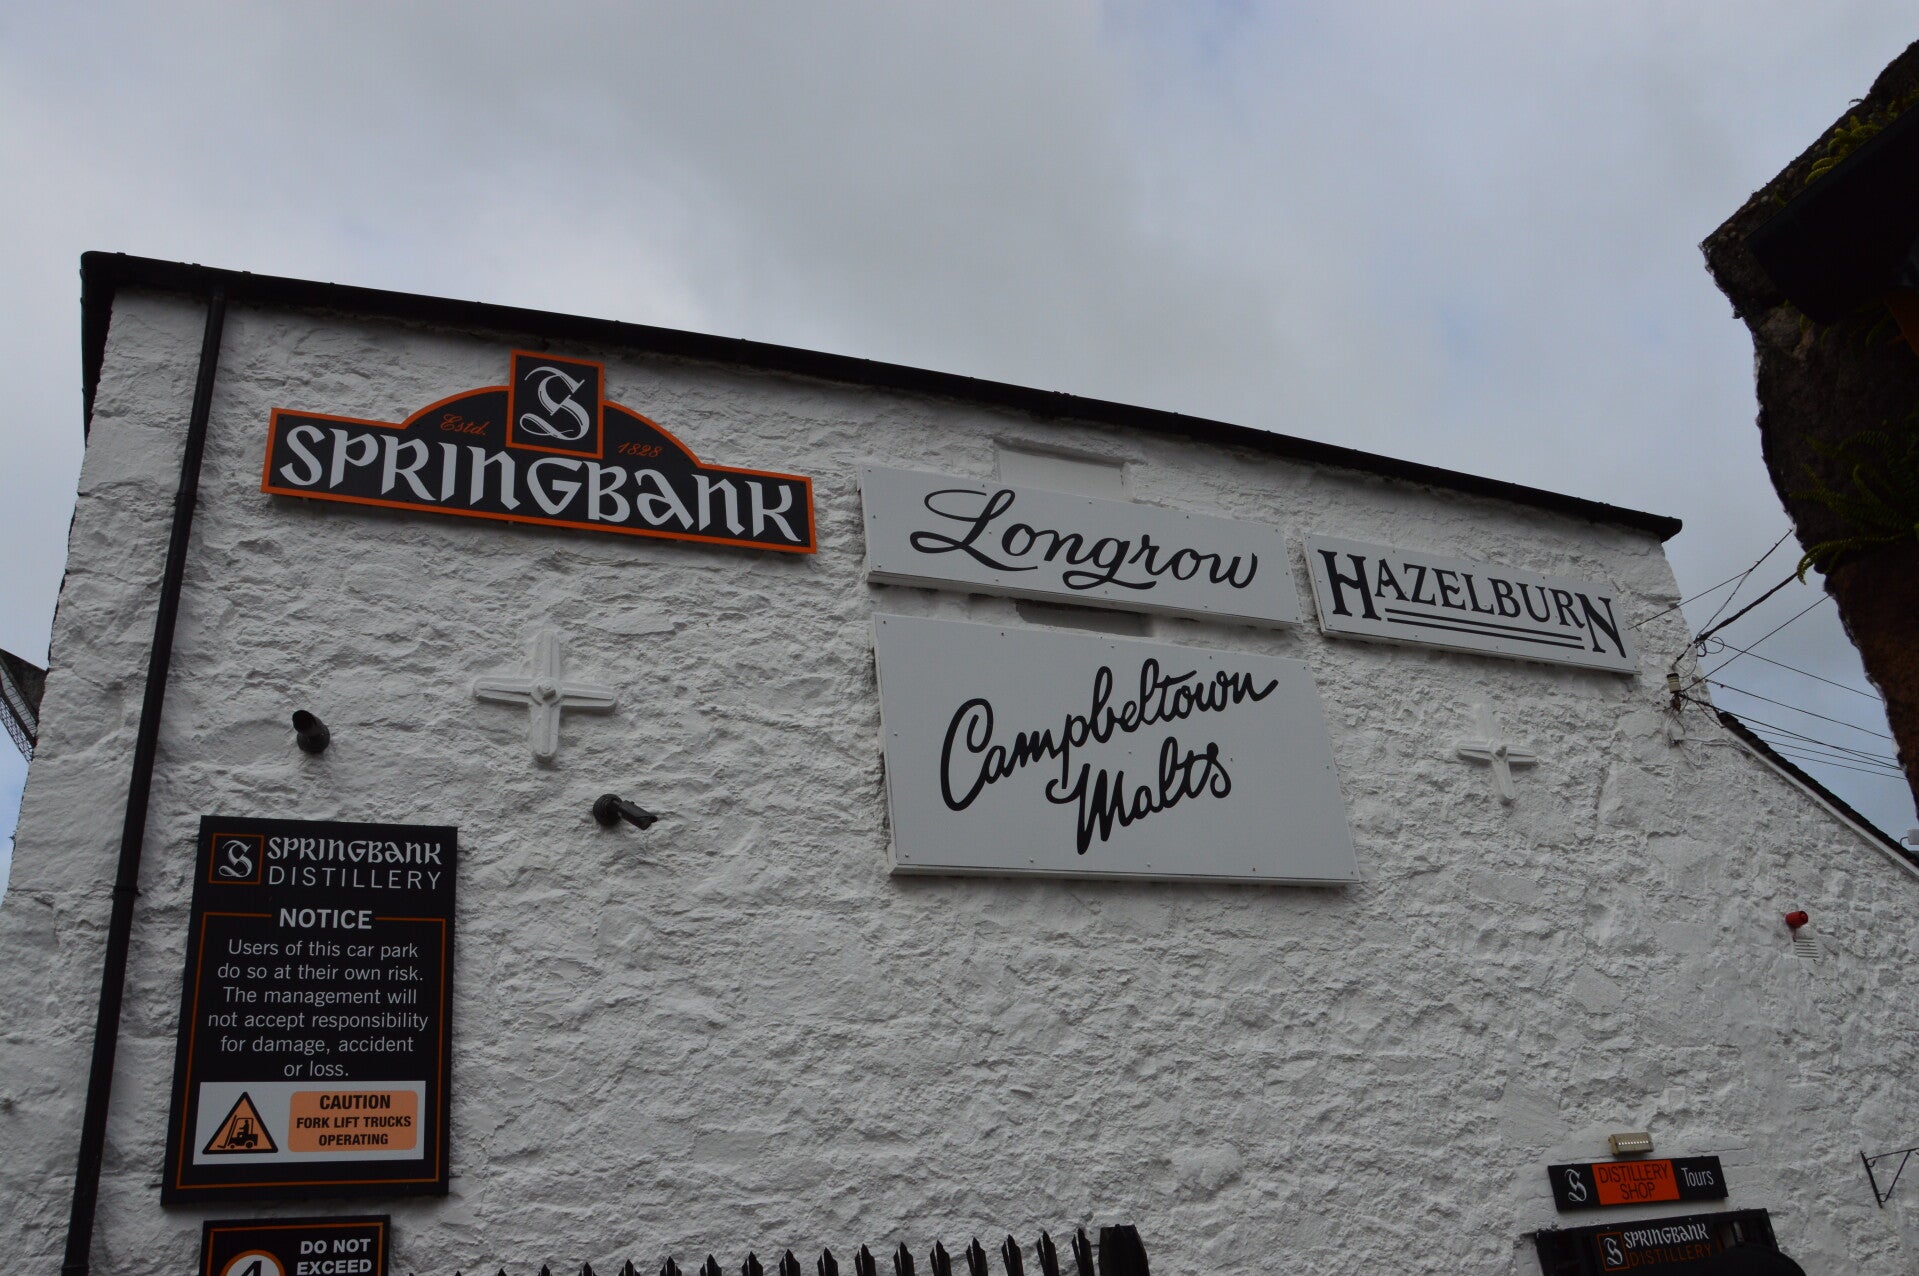 S
Estd. 1828
SPRINGBANK
Longrow
HAZELBURN
Campbeltown
Malts
S SPRINGBANK
DISTILLERY
NOTICE
Users of this car park
do so at their own risk.
The management will
not accept responsibility
for damage, accident
or loss.
CAUTION
FORK LIFT TRUCKS
OPERATING
DO NOT
EXCEED
S DISTILLERY
SHOP
Tours
S SPRINGBANK
DISTILLERY